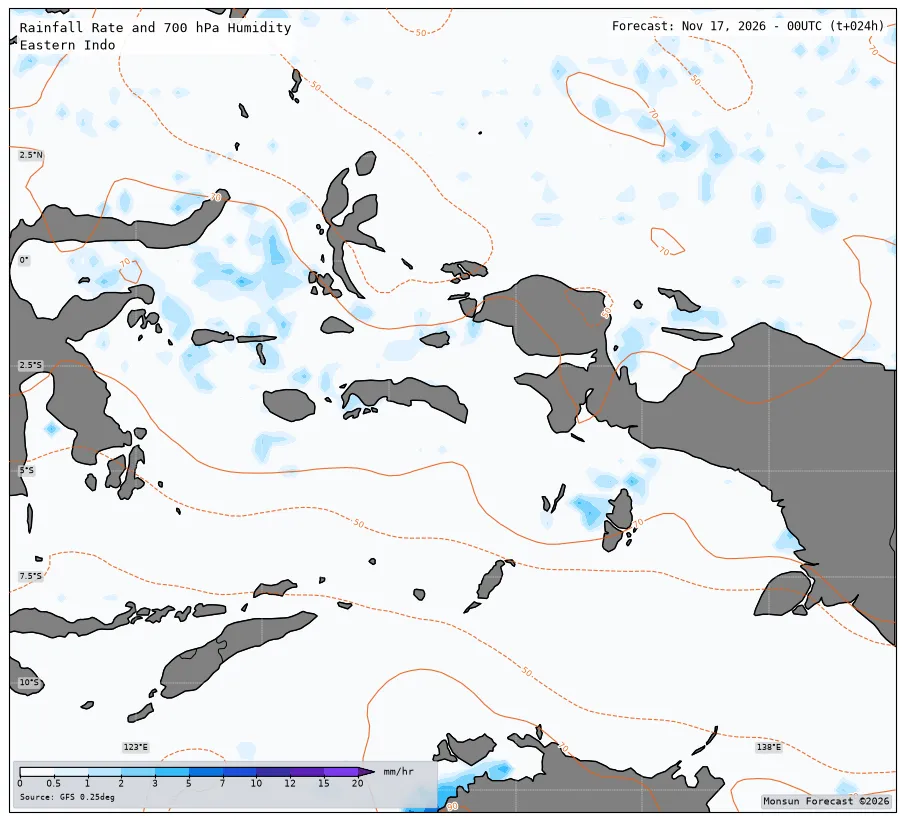 Rainfall Rate and 700 hPa Humidity
Eastern Indo
Forecast: Nov 17, 2026 - 00UTC (t+024h)
50
70
50
50
70
2.5°N
70
70
0°
70
50
2.5°S
5°S
50
70
7.5°S
50
10°S
123°E
138°E
70
mm/hr
0 0.5 1 2 3 5 7 10 12 15 20
Source: GFS 0.25deg
90
50
Monsun Forecast ©2026